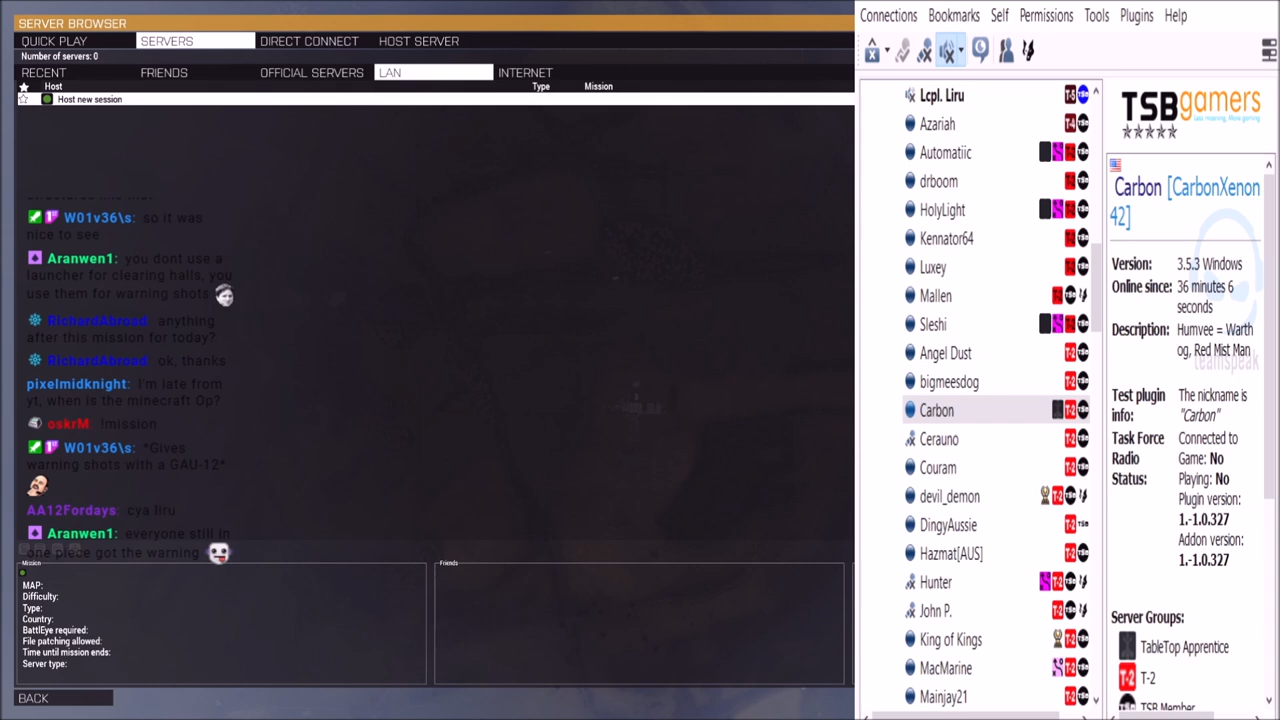 SERVER BROWSER
QUICK PLAY
SERVERS
DIRECT CONNECT
HOST SERVER
Number of servers: 0
RECENT
FRIENDS
OFFICIAL SERVERS
LAN
INTERNET
Host
Type
Mission
Host new session
W01v36\s: so it was
nice to see
Aranwen1: you dont use a
launcher for clearing halls, you
use them for warning shots
RichardAbroad: anything
after this mission for today?
RichardAbroad: ok, thanks
pixelmidknight: I'm late from
yt, when is the minecraft Op?
oskrM: !mission
W01v36\s: *Gives
warning shots with a GAU-12*
AA12Fordays: cya liru
Aranwen1: everyone still in
one piece got the warning
Mission
MAP:
Difficulty:
Type:
Country:
BattlEye required:
File patching allowed:
Time until mission ends:
Server type:
Friends
BACK
Connections
Bookmarks
Self
Permissions
Tools
Plugins
Help
Lcpl. Liru
Azariah
Automatiic
drboom
HolyLight
Kennator64
Luxey
Mallen
Sleshi
Angel Dust
bigmeesdog
Carbon
Cerauno
Couram
devil_demon
DingyAussie
Hazmat[AUS]
Hunter
John P.
King of Kings
MacMarine
Mainjay21
TSBgamers
Less meaning, More gaming
Carbon [CarbonXenon
42]
Version: 3.5.3 Windows
Online since: 36 minutes 6
seconds
Description: Humvee = Warth
og, Red Mist Man
teamspeak
Test plugin info: The nickname is
"Carbon"
Task Force Radio Status: Connected to
Game: No
Playing: No
Plugin version:
1.-1.0.327
Addon version:
1.-1.0.327
Server Groups:
TableTop Apprentice
T-2
TSB Member